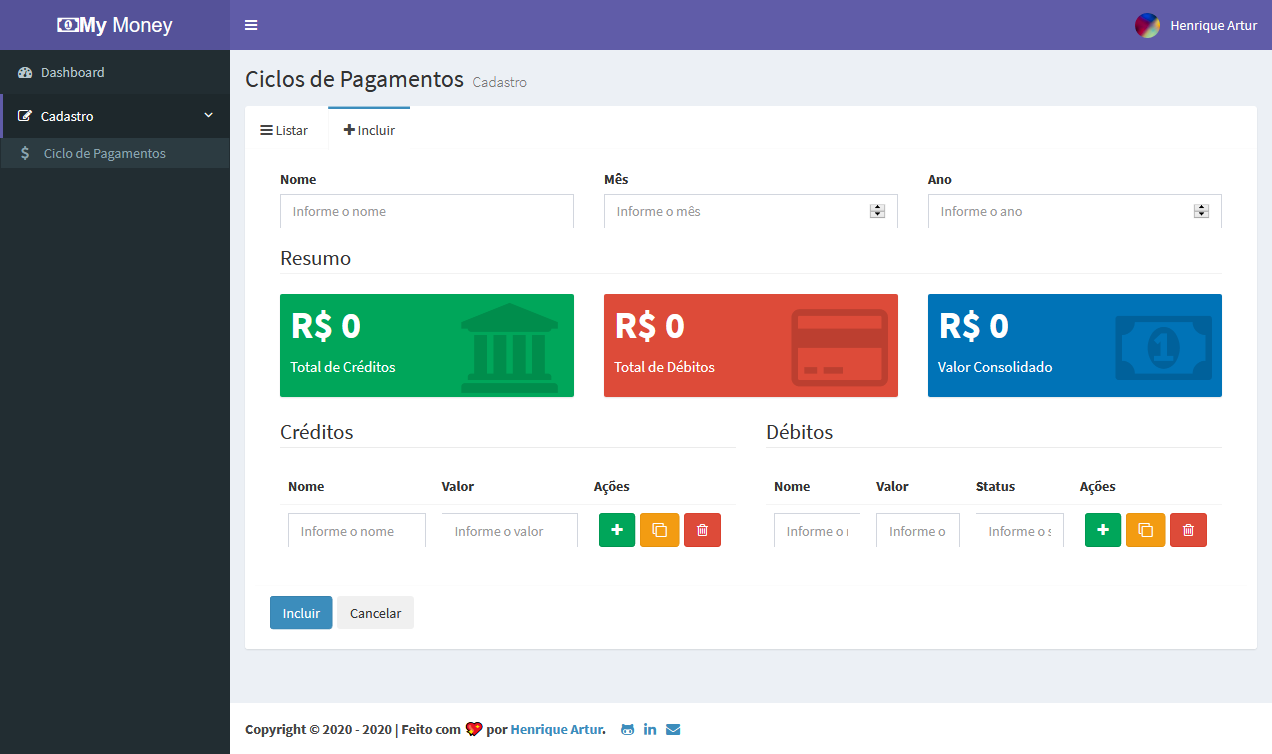 My Money
Henrique Artur
Dashboard
Cadastro
Ciclo de Pagamentos
Ciclos de Pagamentos Cadastro
Listar Incluir
Nome Mês Ano
Informe o nome Informe o mês Informe o ano
Resumo
R$ 0 R$ 0 R$ 0
Total de Créditos Total de Débitos Valor Consolidado
Créditos Débitos
Nome Valor Ações Nome Valor Status Ações
Informe o nome Informe o valor Informe o Informe o Informe o
Incluir Cancelar
Copyright © 2020 - 2020 | Feito com 💖 por Henrique Artur.